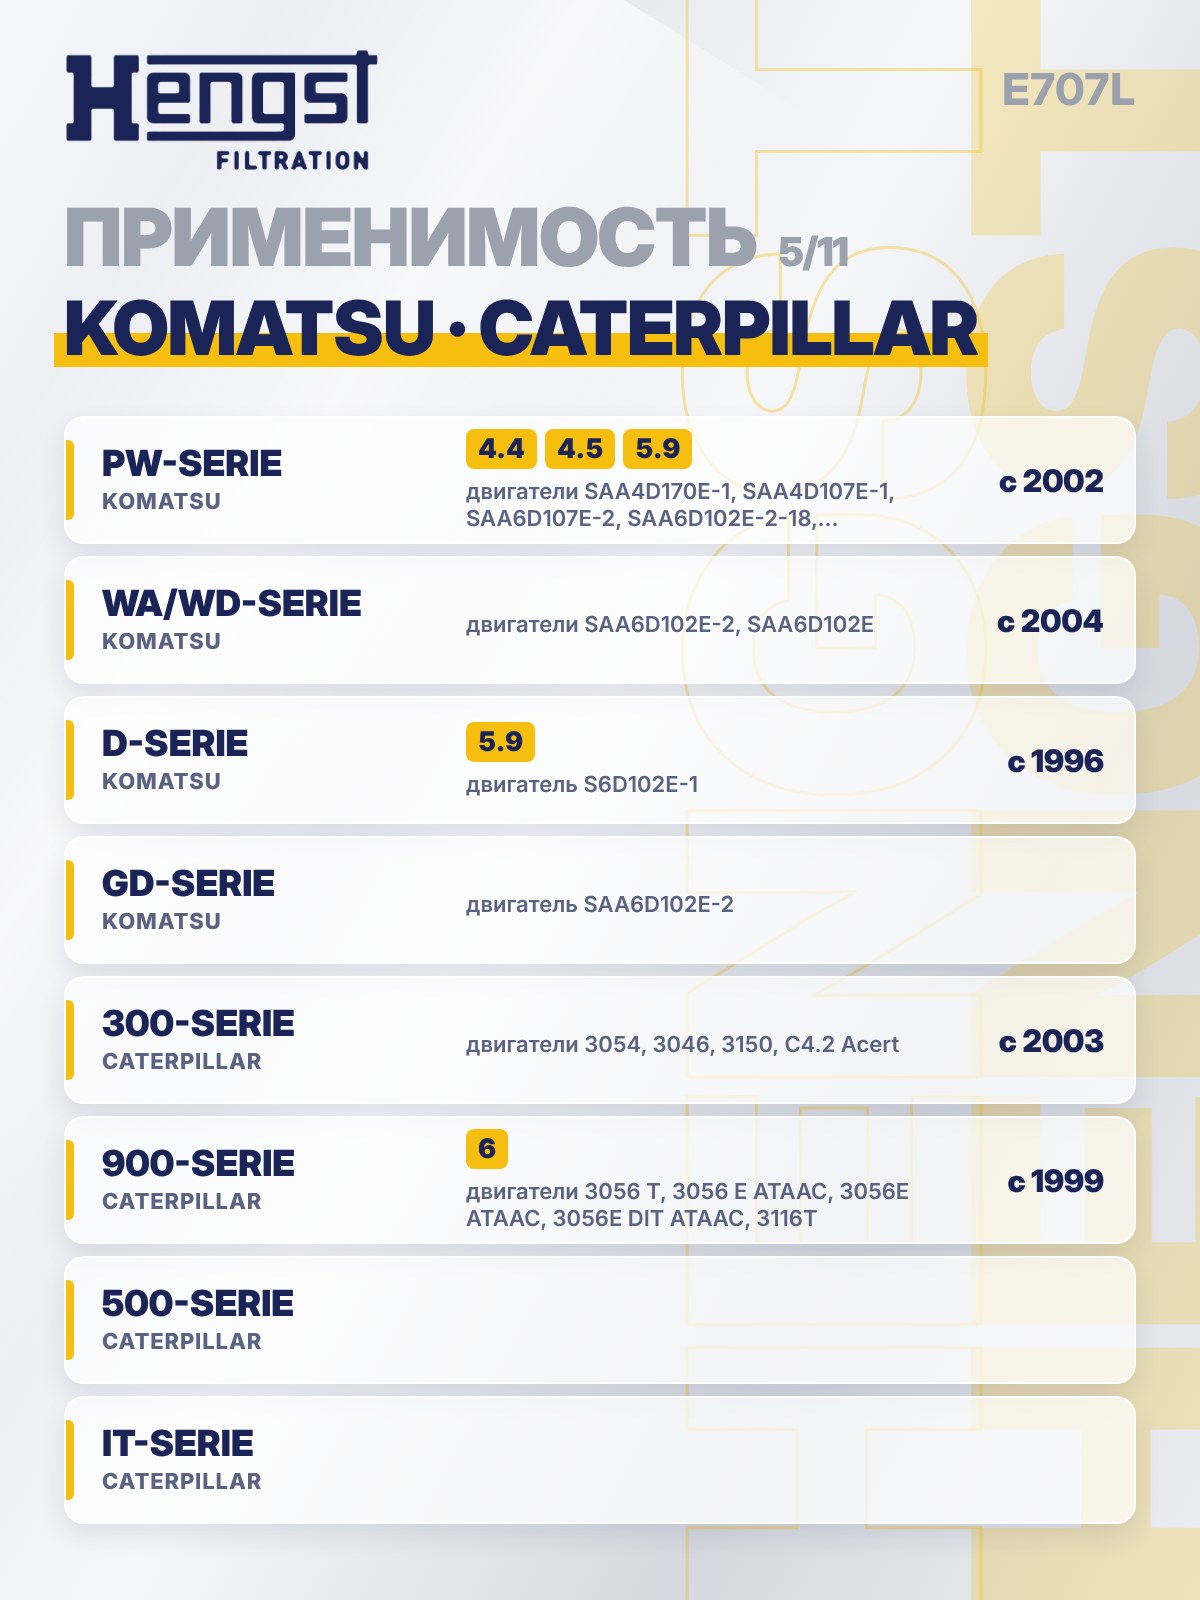 Hengst
FILTRATION
E707L
ПРИМЕНИМОСТЬ 5/11
KOMATSU · CATERPILLAR
PW-SERIE
KOMATSU
4.4 4.5 5.9
двигатели SAA4D170E-1, SAA4D107E-1,
SAA6D107E-2, SAA6D102E-2-18,...
с 2002
WA/WD-SERIE
KOMATSU
двигатели SAA6D102E-2, SAA6D102E
с 2004
D-SERIE
KOMATSU
5.9
двигатель S6D102E-1
с 1996
GD-SERIE
KOMATSU
двигатель SAA6D102E-2
300-SERIE
CATERPILLAR
двигатели 3054, 3046, 3150, C4.2 Acert
с 2003
900-SERIE
CATERPILLAR
6
двигатели 3056 T, 3056 E ATAAC, 3056E
ATAAC, 3056E DIT ATAAC, 3116T
с 1999
500-SERIE
CATERPILLAR
IT-SERIE
CATERPILLAR
HENGST
HENGST